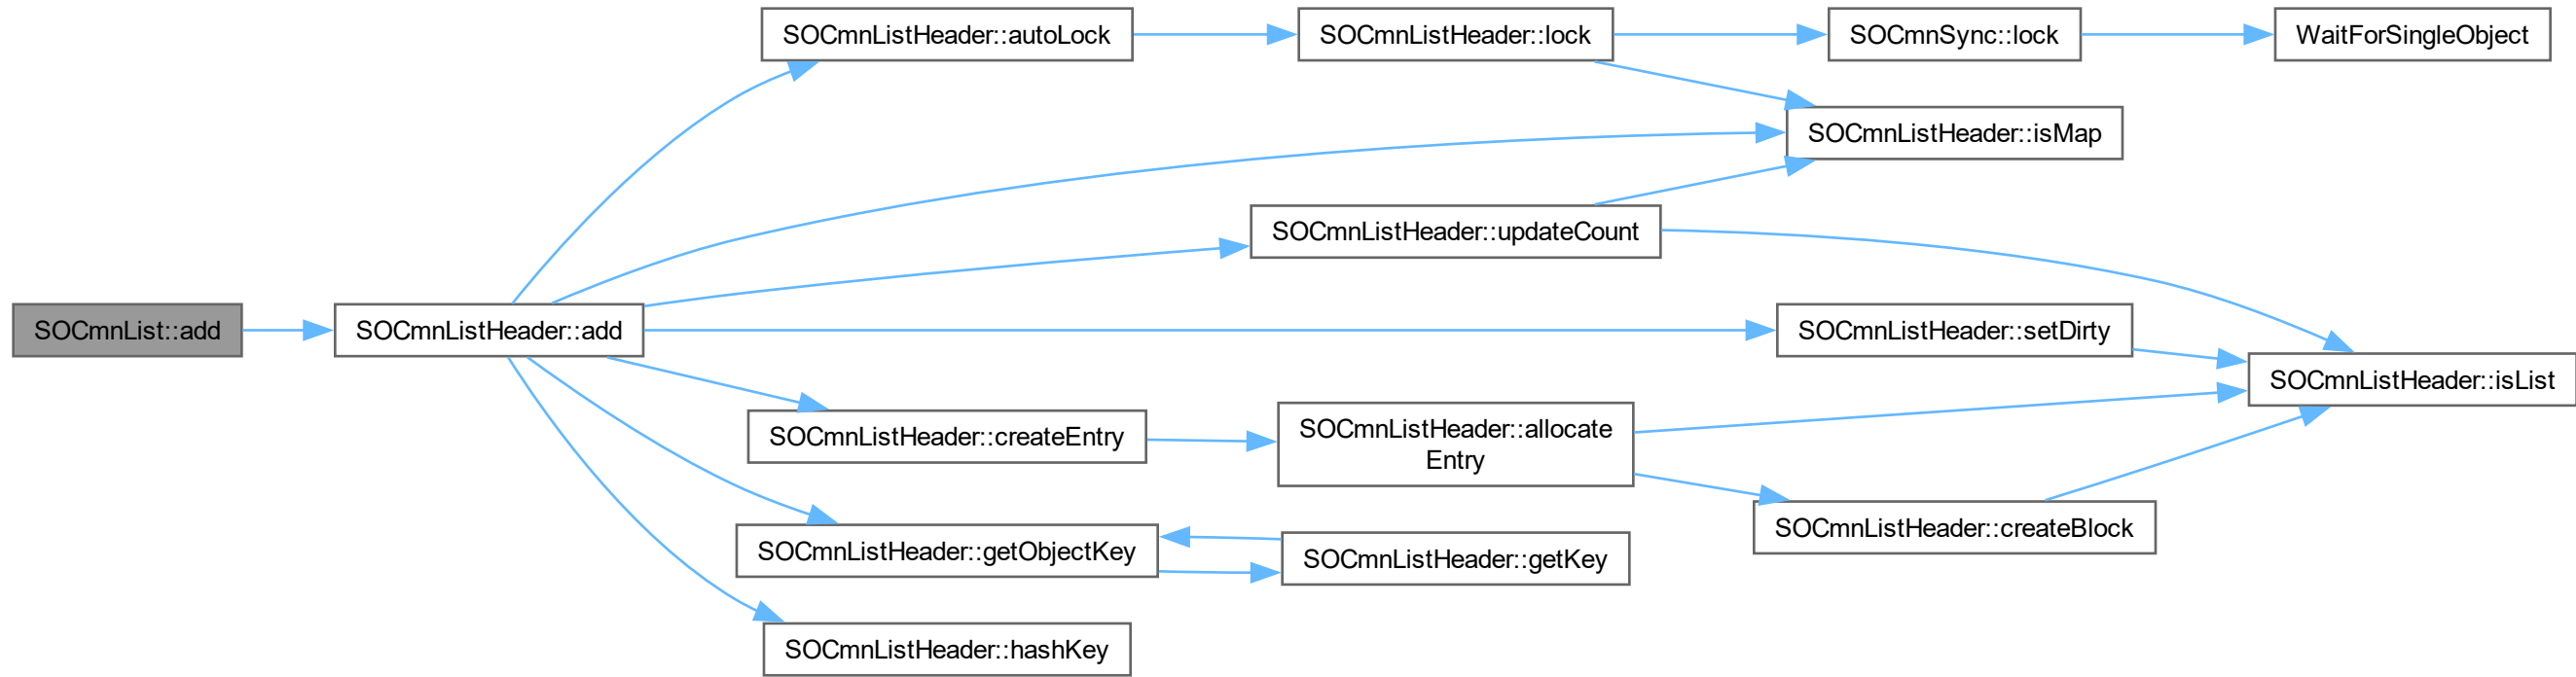 SOCmnListHeader::autoLock
SOCmnListHeader::lock
SOCmnSync::lock
WaitForSingleObject
SOCmnListHeader::isMap
SOCmnListHeader::updateCount
SOCmnList::add
SOCmnListHeader::add
SOCmnListHeader::setDirty
SOCmnListHeader::isList
SOCmnListHeader::createEntry
SOCmnListHeader::allocate
Entry
SOCmnListHeader::createBlock
SOCmnListHeader::getObjectKey
SOCmnListHeader::getKey
SOCmnListHeader::hashKey